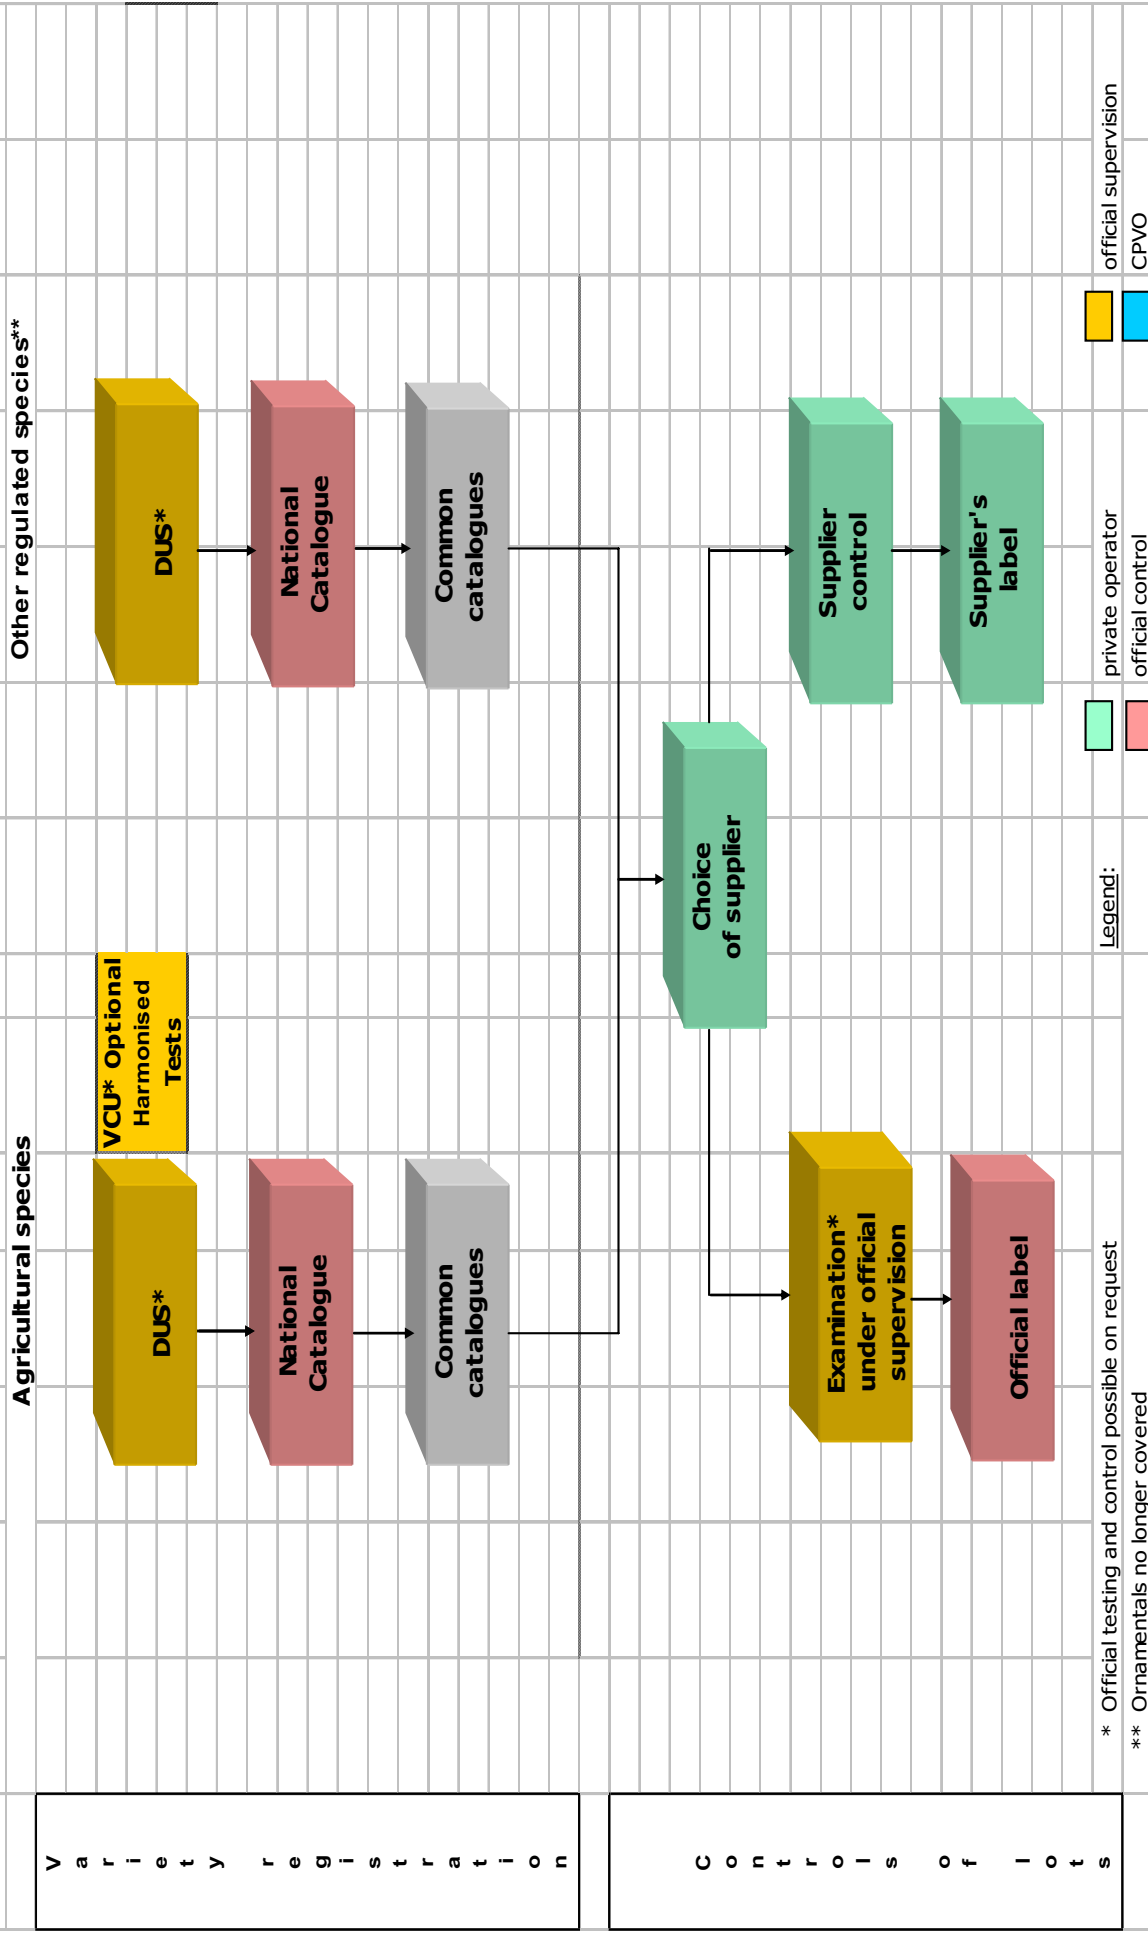 Agricultural species
Other regulated species**
Variety registration
DUS*
VCU* Optional
Harmonised
Tests
DUS*
National
Catalogue
National
Catalogue
Common
catalogues
Common
catalogues
Controls of lots
Choice
of supplier
Examination*
under official
supervision
Supplier
control
Official label
Supplier's
label
* Official testing and control possible on request
** Ornamentals no longer covered
Legend:
private operator
official control
official supervision
CPVO